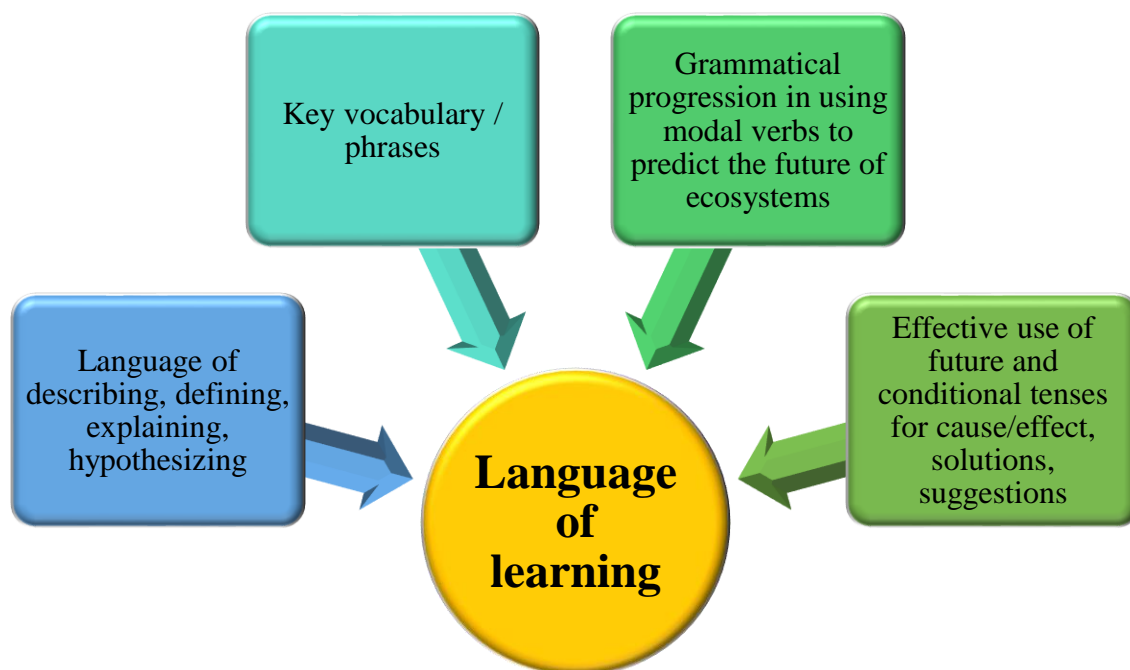 Key vocabulary /
phrases
Grammatical
progression in using
modal verbs to
predict the future of
ecosystems
Language of
describing, defining,
explaining,
hypothesizing
Effective use of
future and
conditional tenses
for cause/effect,
solutions,
suggestions
Language
of
learning